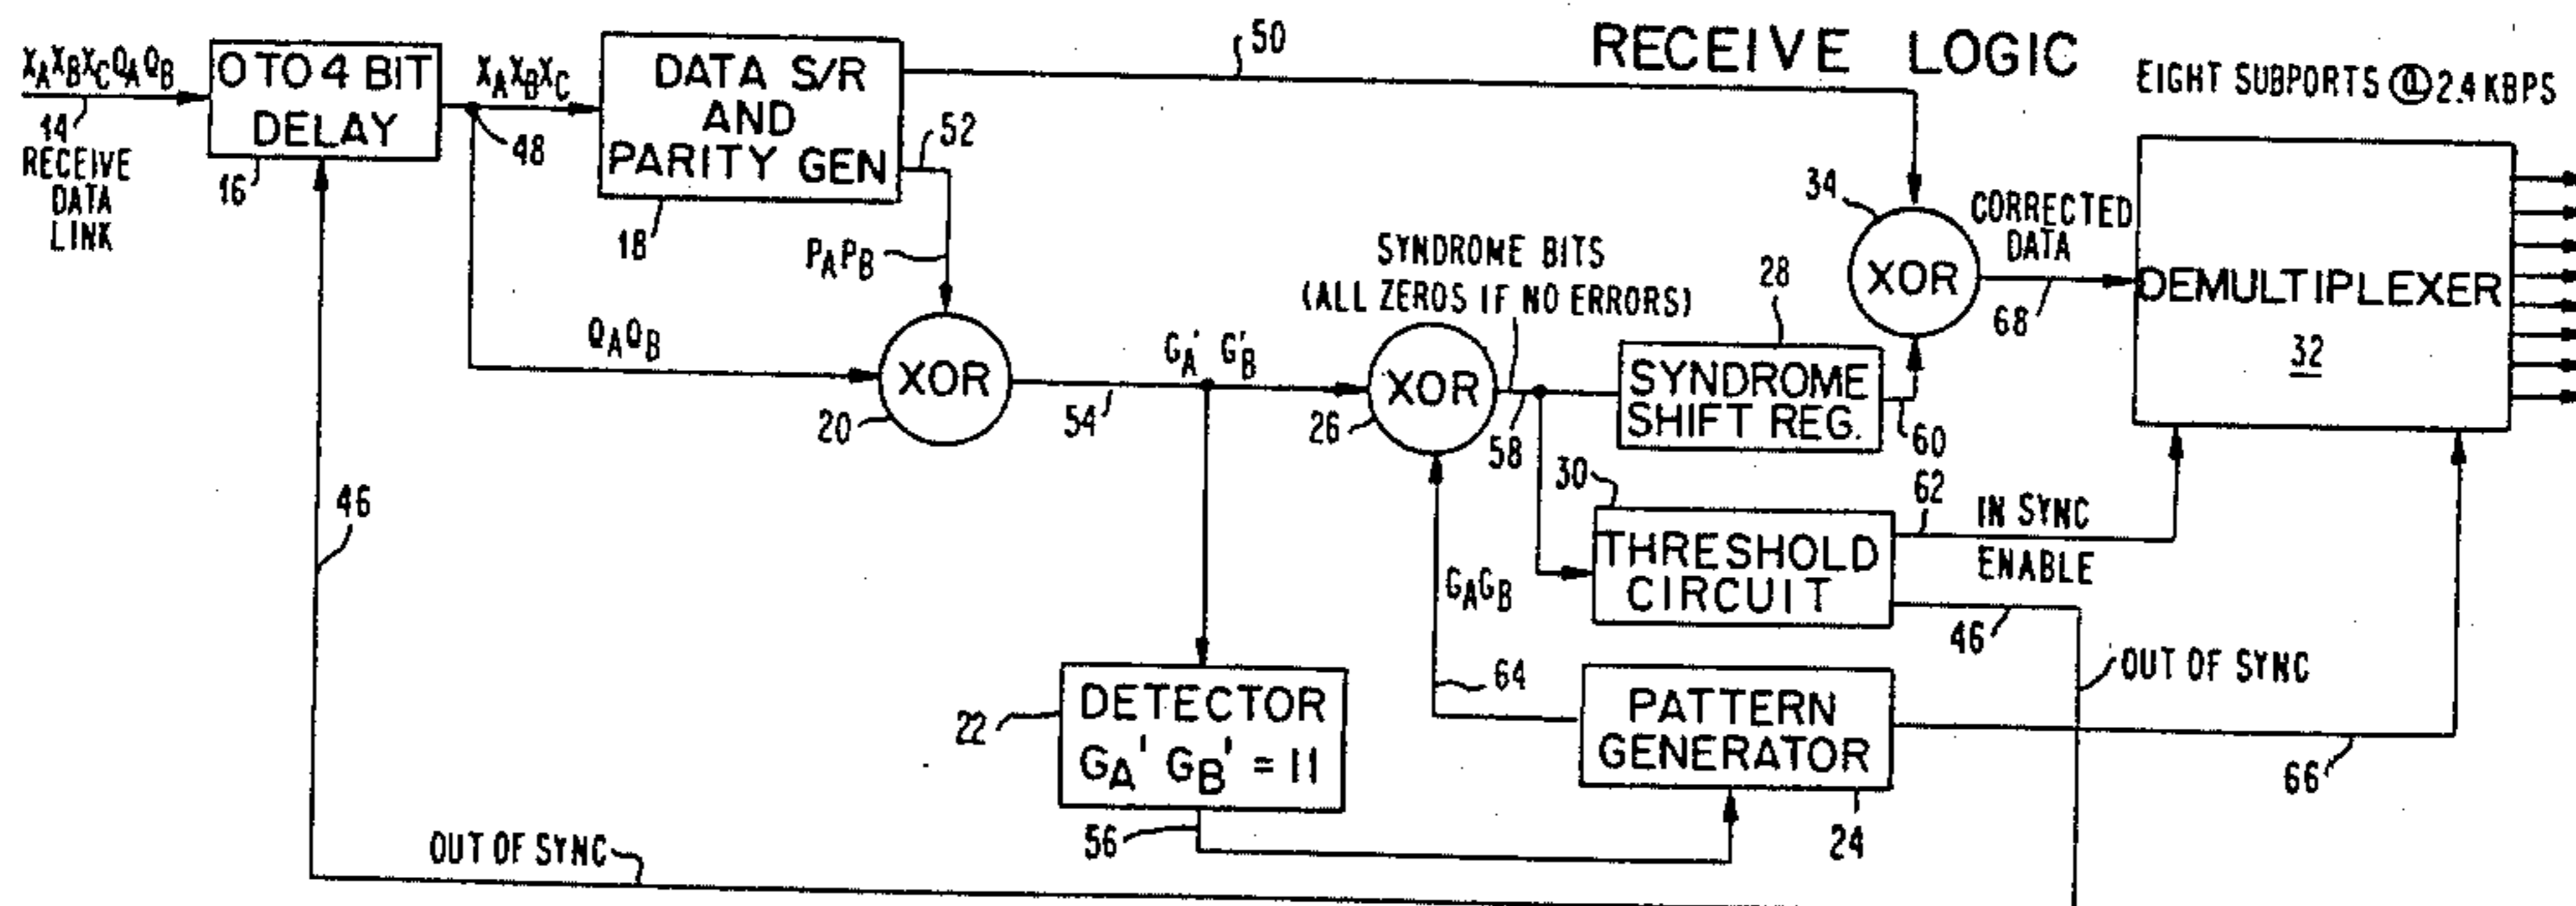 RECEIVE LOGIC
EIGHT SUBPORTS @ 2.4 KBPS
XAXBXCQAQB
14
RECEIVE
DATA
LINK
0 TO 4 BIT
DELAY
16
XAXBXC
48
DATA S/R
AND
PARITY GEN
18
50
52
PAPB
QAQB
XOR
20
54
GA' GB'
46
OUT OF SYNC
DETECTOR
GA' GB' = 11
22
56
XOR
26
SYNDROME BITS
(ALL ZEROS IF NO ERRORS)
58
SYNDROME
SHIFT REG.
28
60
30
THRESHOLD
CIRCUIT
62
IN SYNC
ENABLE
46
OUT OF SYNC
GAGB
64
PATTERN
GENERATOR
24
66
34
XOR
CORRECTED
DATA
68
DEMULTIPLEXER
32